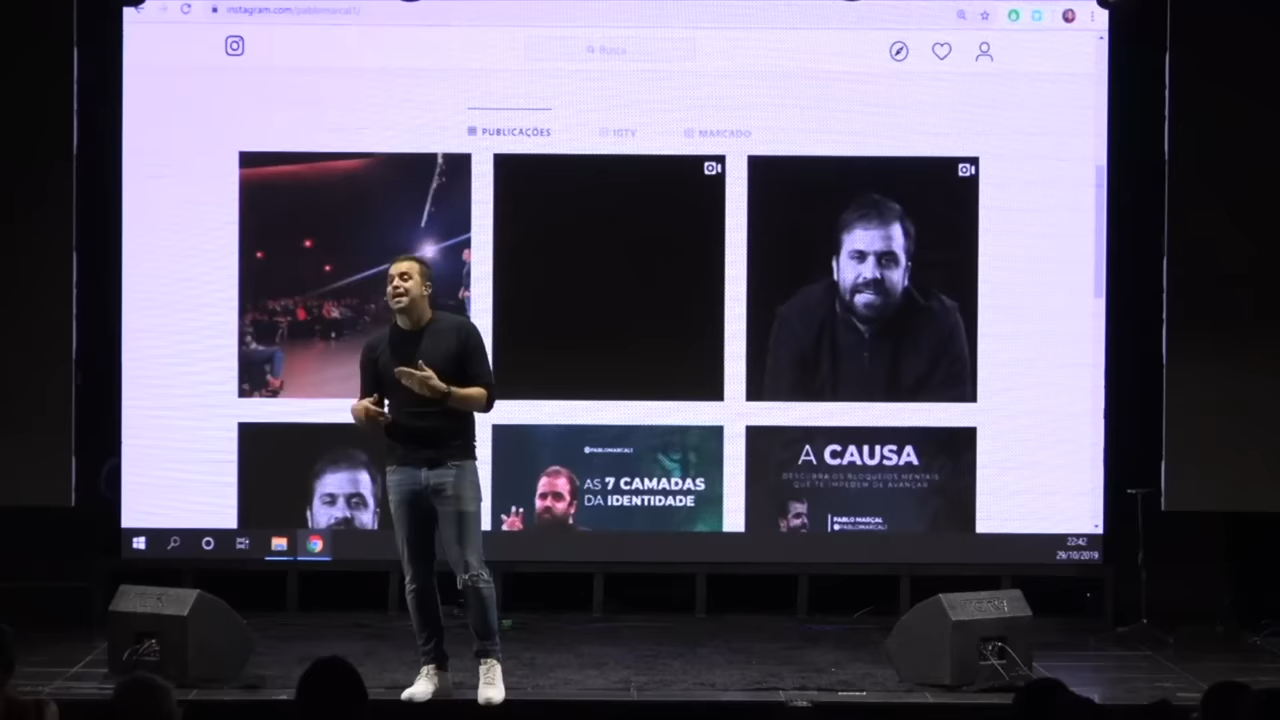 instagram.com/pablomarcal1/
Busca
PUBLICAÇÕES
IGTV
MARCADO
@PABLOMARCAL1
AS 7 CAMADAS
DA IDENTIDADE
A CAUSA
DESCUBRA OS BLOQUEIOS MENTAIS
QUE TE IMPEDEM DE AVANÇAR
PABLO MARÇAL
@PABLOMARCAL1
22:42
29/10/2019